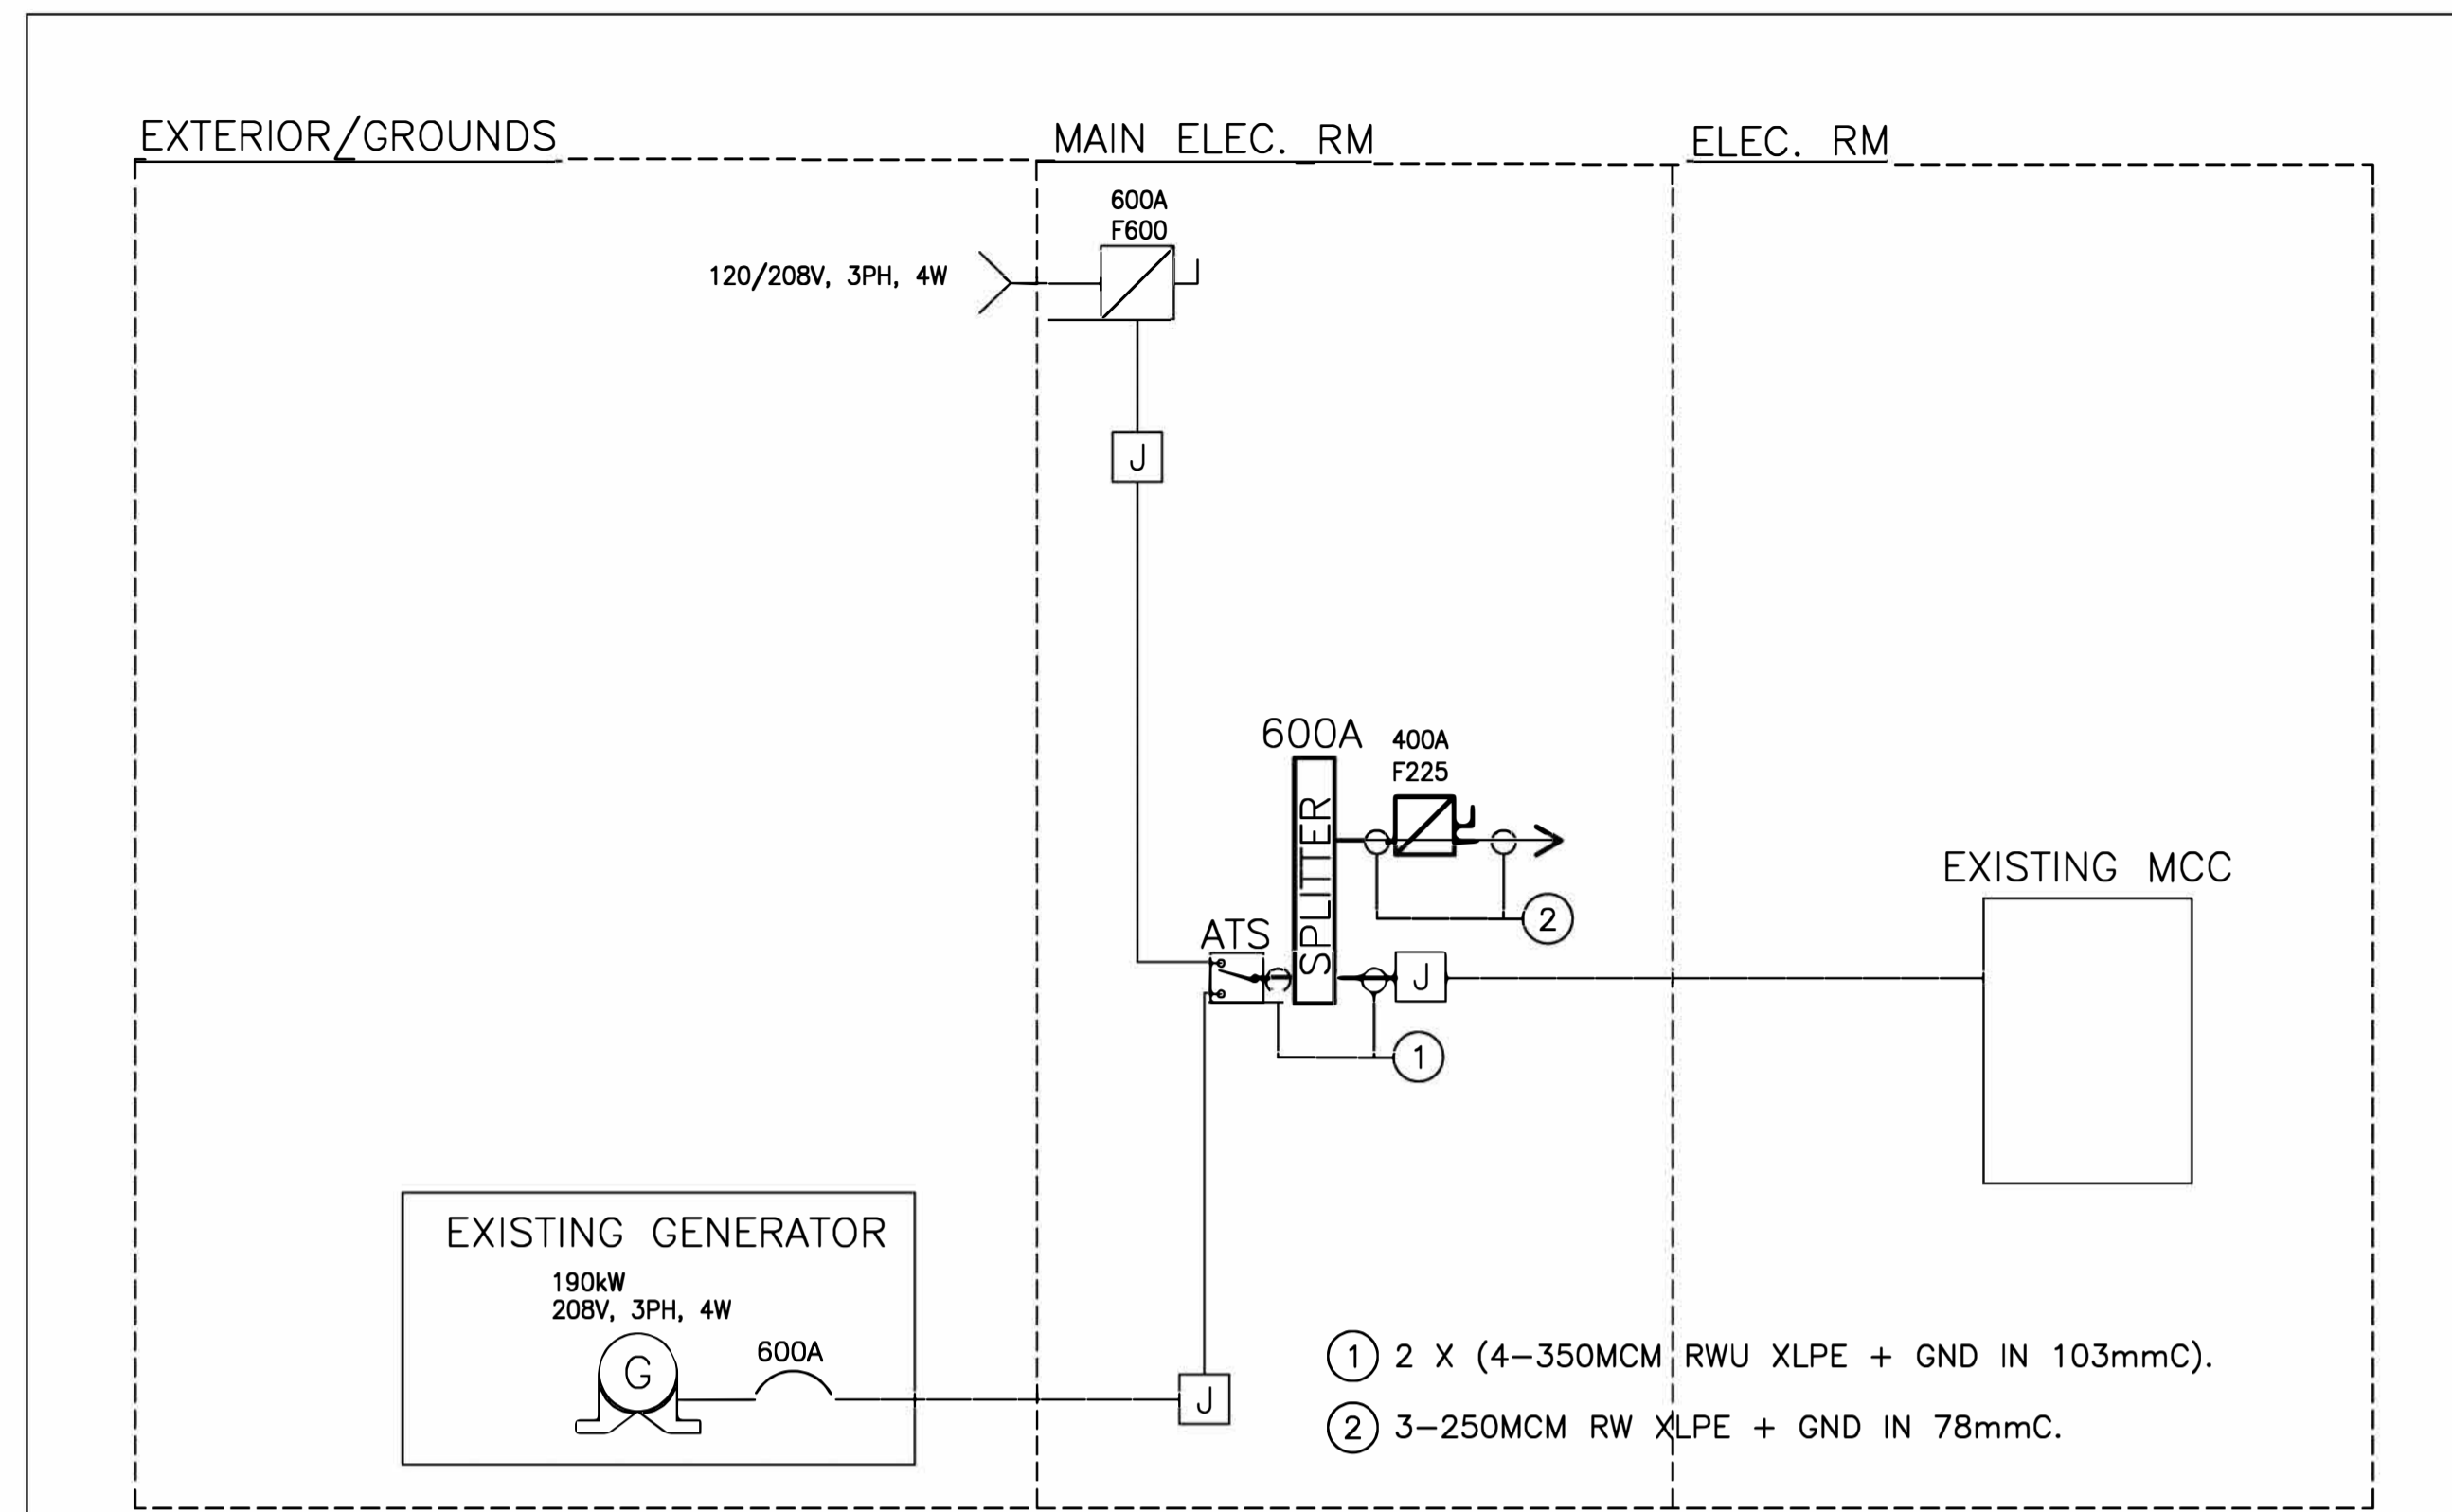 EXTERIOR/GROUNDS
MAIN ELEC. RM
ELEC. RM
600A
F600
120/208V, 3PH, 4W
J
600A
400A
F225
SPLITTER
2
EXISTING MCC
ATS
J
1
EXISTING GENERATOR
190kW
208V, 3PH, 4W
600A
G
J
1 2 X (4-350MCM RWU XLPE + GND IN 103mmC).
2 3-250MCM RW XLPE + GND IN 78mmC.